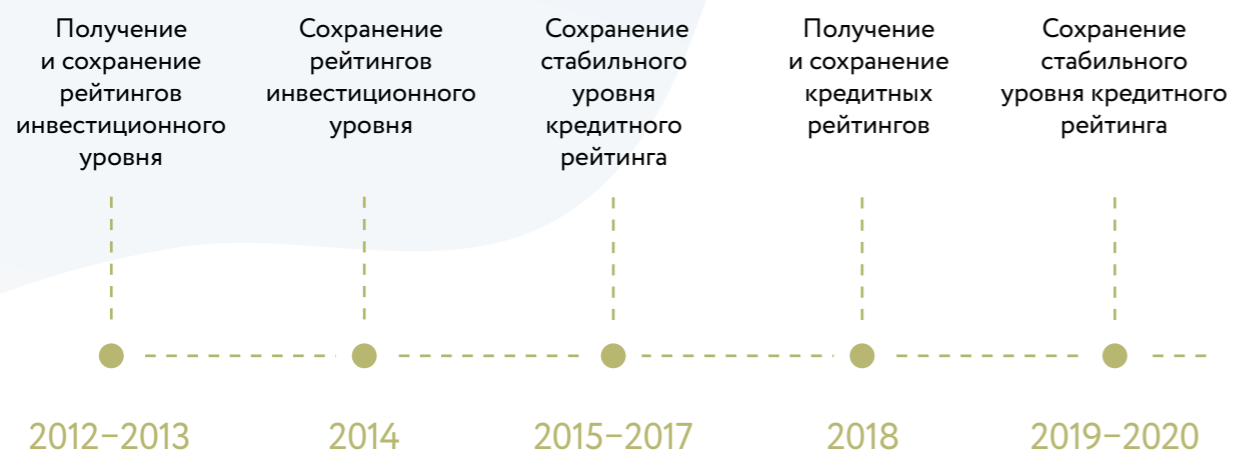 Получение
и сохранение
рейтингов
инвестиционного
уровня
Сохранение
рейтингов
инвестиционного
уровня
Сохранение
стабильного
уровня
кредитного
рейтинга
Получение
и сохранение
кредитных
рейтингов
Сохранение
стабильного
уровня кредитного
рейтинга
2012–2013
2014
2015–2017
2018
2019–2020